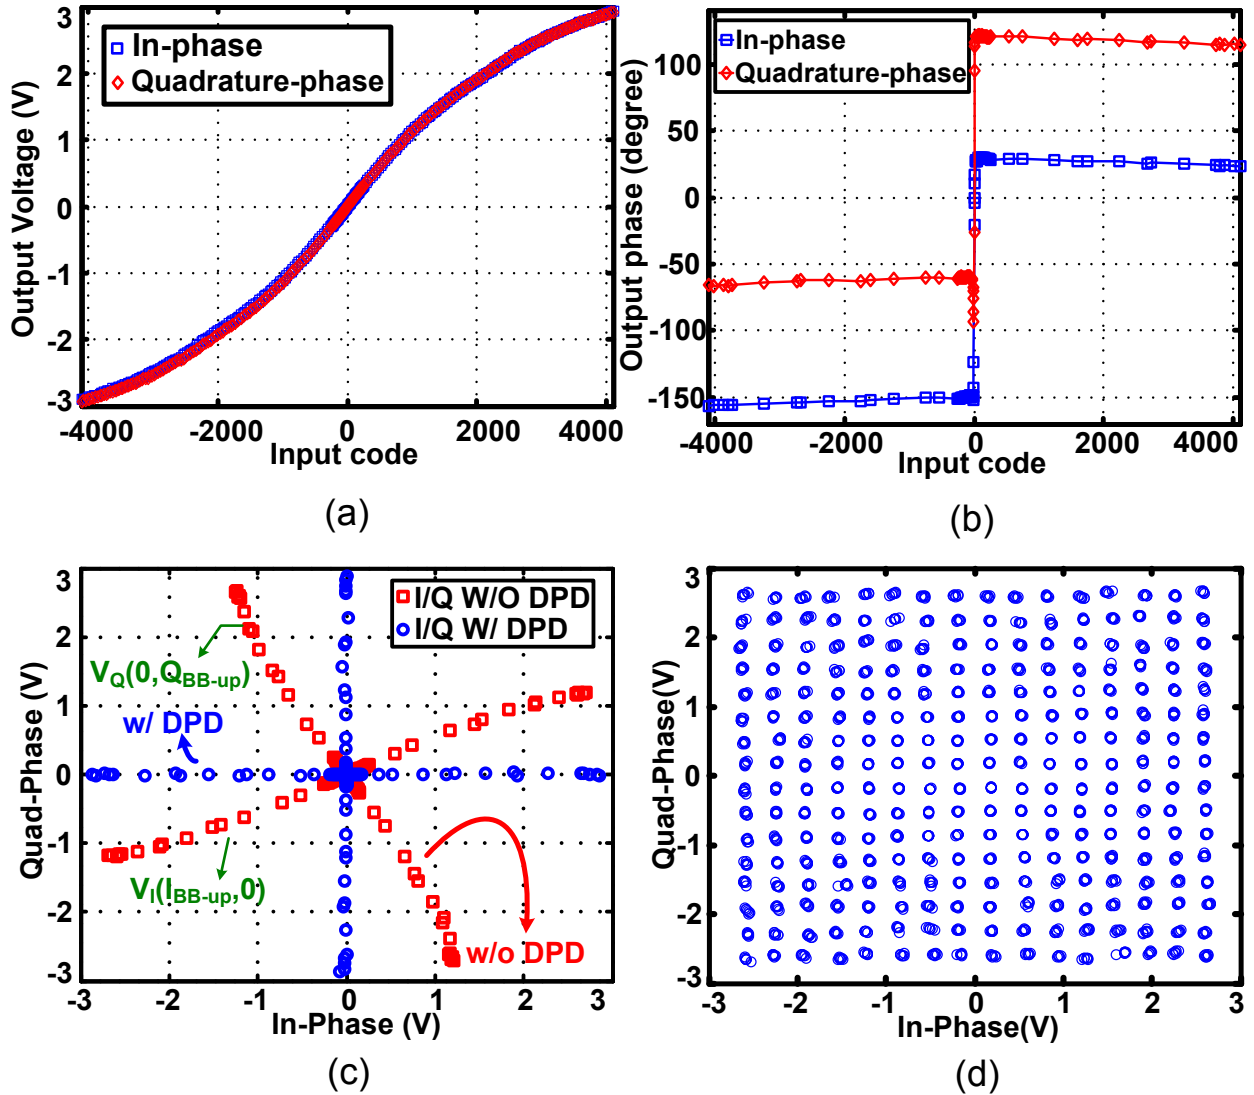 3
2
1
0
-1
-2
-3
-4000
-2000
0
2000
4000
Output Voltage (V)
Input code
In-phase
Quadrature-phase
(a)
100
50
0
-50
-100
-150
-4000
-2000
0
2000
4000
Output phase (degree)
Input code
In-phase
Quadrature-phase
(b)
3
2
1
0
-1
-2
-3
-3
-2
-1
0
1
2
3
Quad-Phase (V)
In-Phase (V)
I/Q W/O DPD
I/Q W/ DPD
VQ(0,QBB-up)
w/ DPD
VI(IBB-up,0)
w/o DPD
(c)
3
2
1
0
-1
-2
-3
-3
-2
-1
0
1
2
3
Quad-Phase(V)
In-Phase(V)
(d)